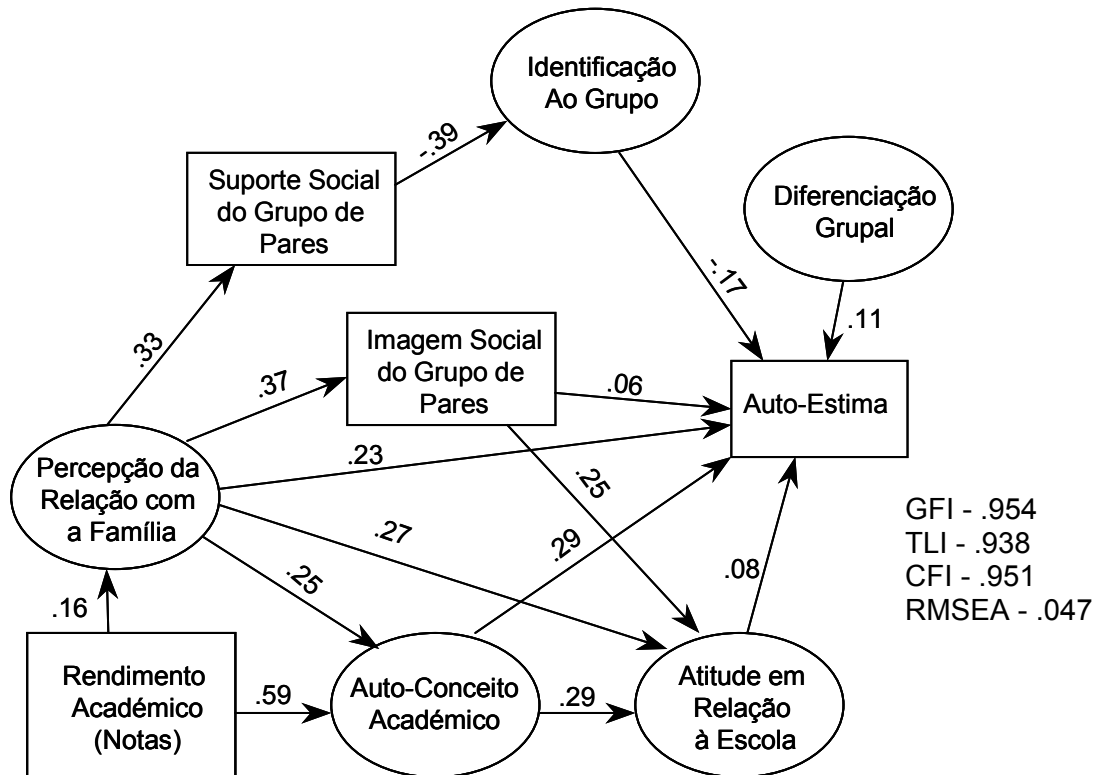 Identificação
Ao Grupo
-.39
Suporte Social
do Grupo de
Pares
Diferenciação
Grupal
-.17
.11
.33
Imagem Social
do Grupo de
Pares
.37
.06
Auto-Estima
.23
.25
Percepção da
Relação com
a Família
.27
.29
.25
.08
GFI - .954
TLI - .938
CFI - .951
RMSEA - .047
.16
Rendimento
Académico
(Notas)
.59
Auto-Conceito
Académico
.29
Atitude em
Relação
à Escola